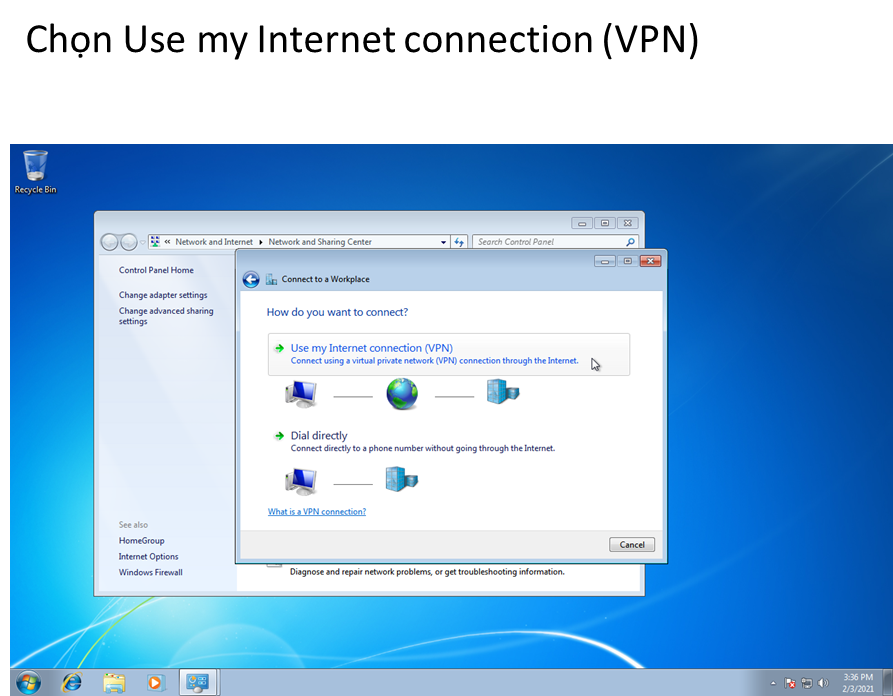 Chọn Use my Internet connection (VPN)
Recycle Bin
« Network and Internet ▸ Network and Sharing Center
Search Control Panel
Control Panel Home
Change adapter settings
Change advanced sharing
settings
See also
HomeGroup
Internet Options
Windows Firewall
Connect to a Workplace
How do you want to connect?
Use my Internet connection (VPN)
Connect using a virtual private network (VPN) connection through the Internet.
Dial directly
Connect directly to a phone number without going through the Internet.
What is a VPN connection?
Cancel
Diagnose and repair network problems, or get troubleshooting information.
3:36 PM
2/3/2021